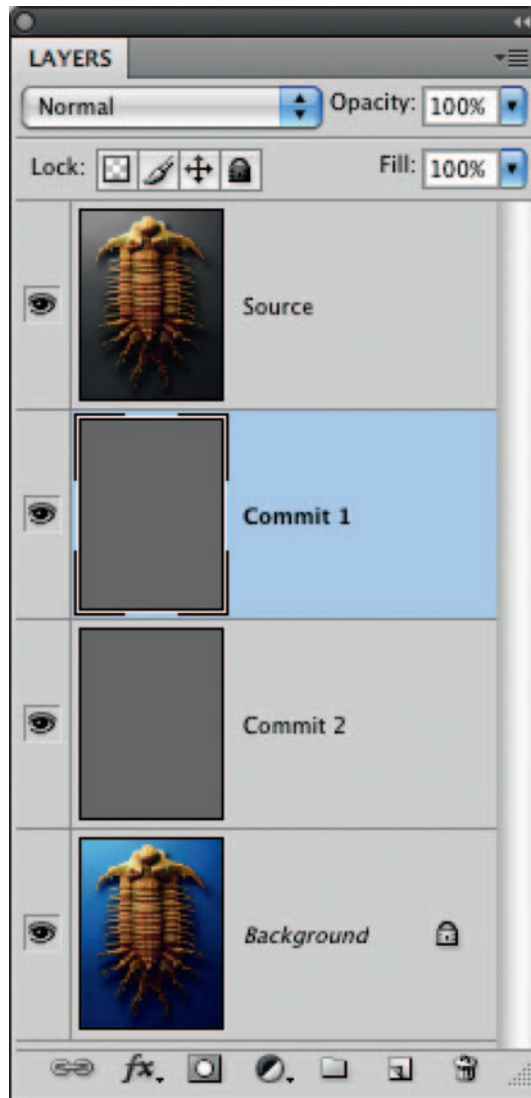 LAYERS
Normal Opacity: 100%
Lock: Fill: 100%
Source
Commit 1
Commit 2
Background
fx.